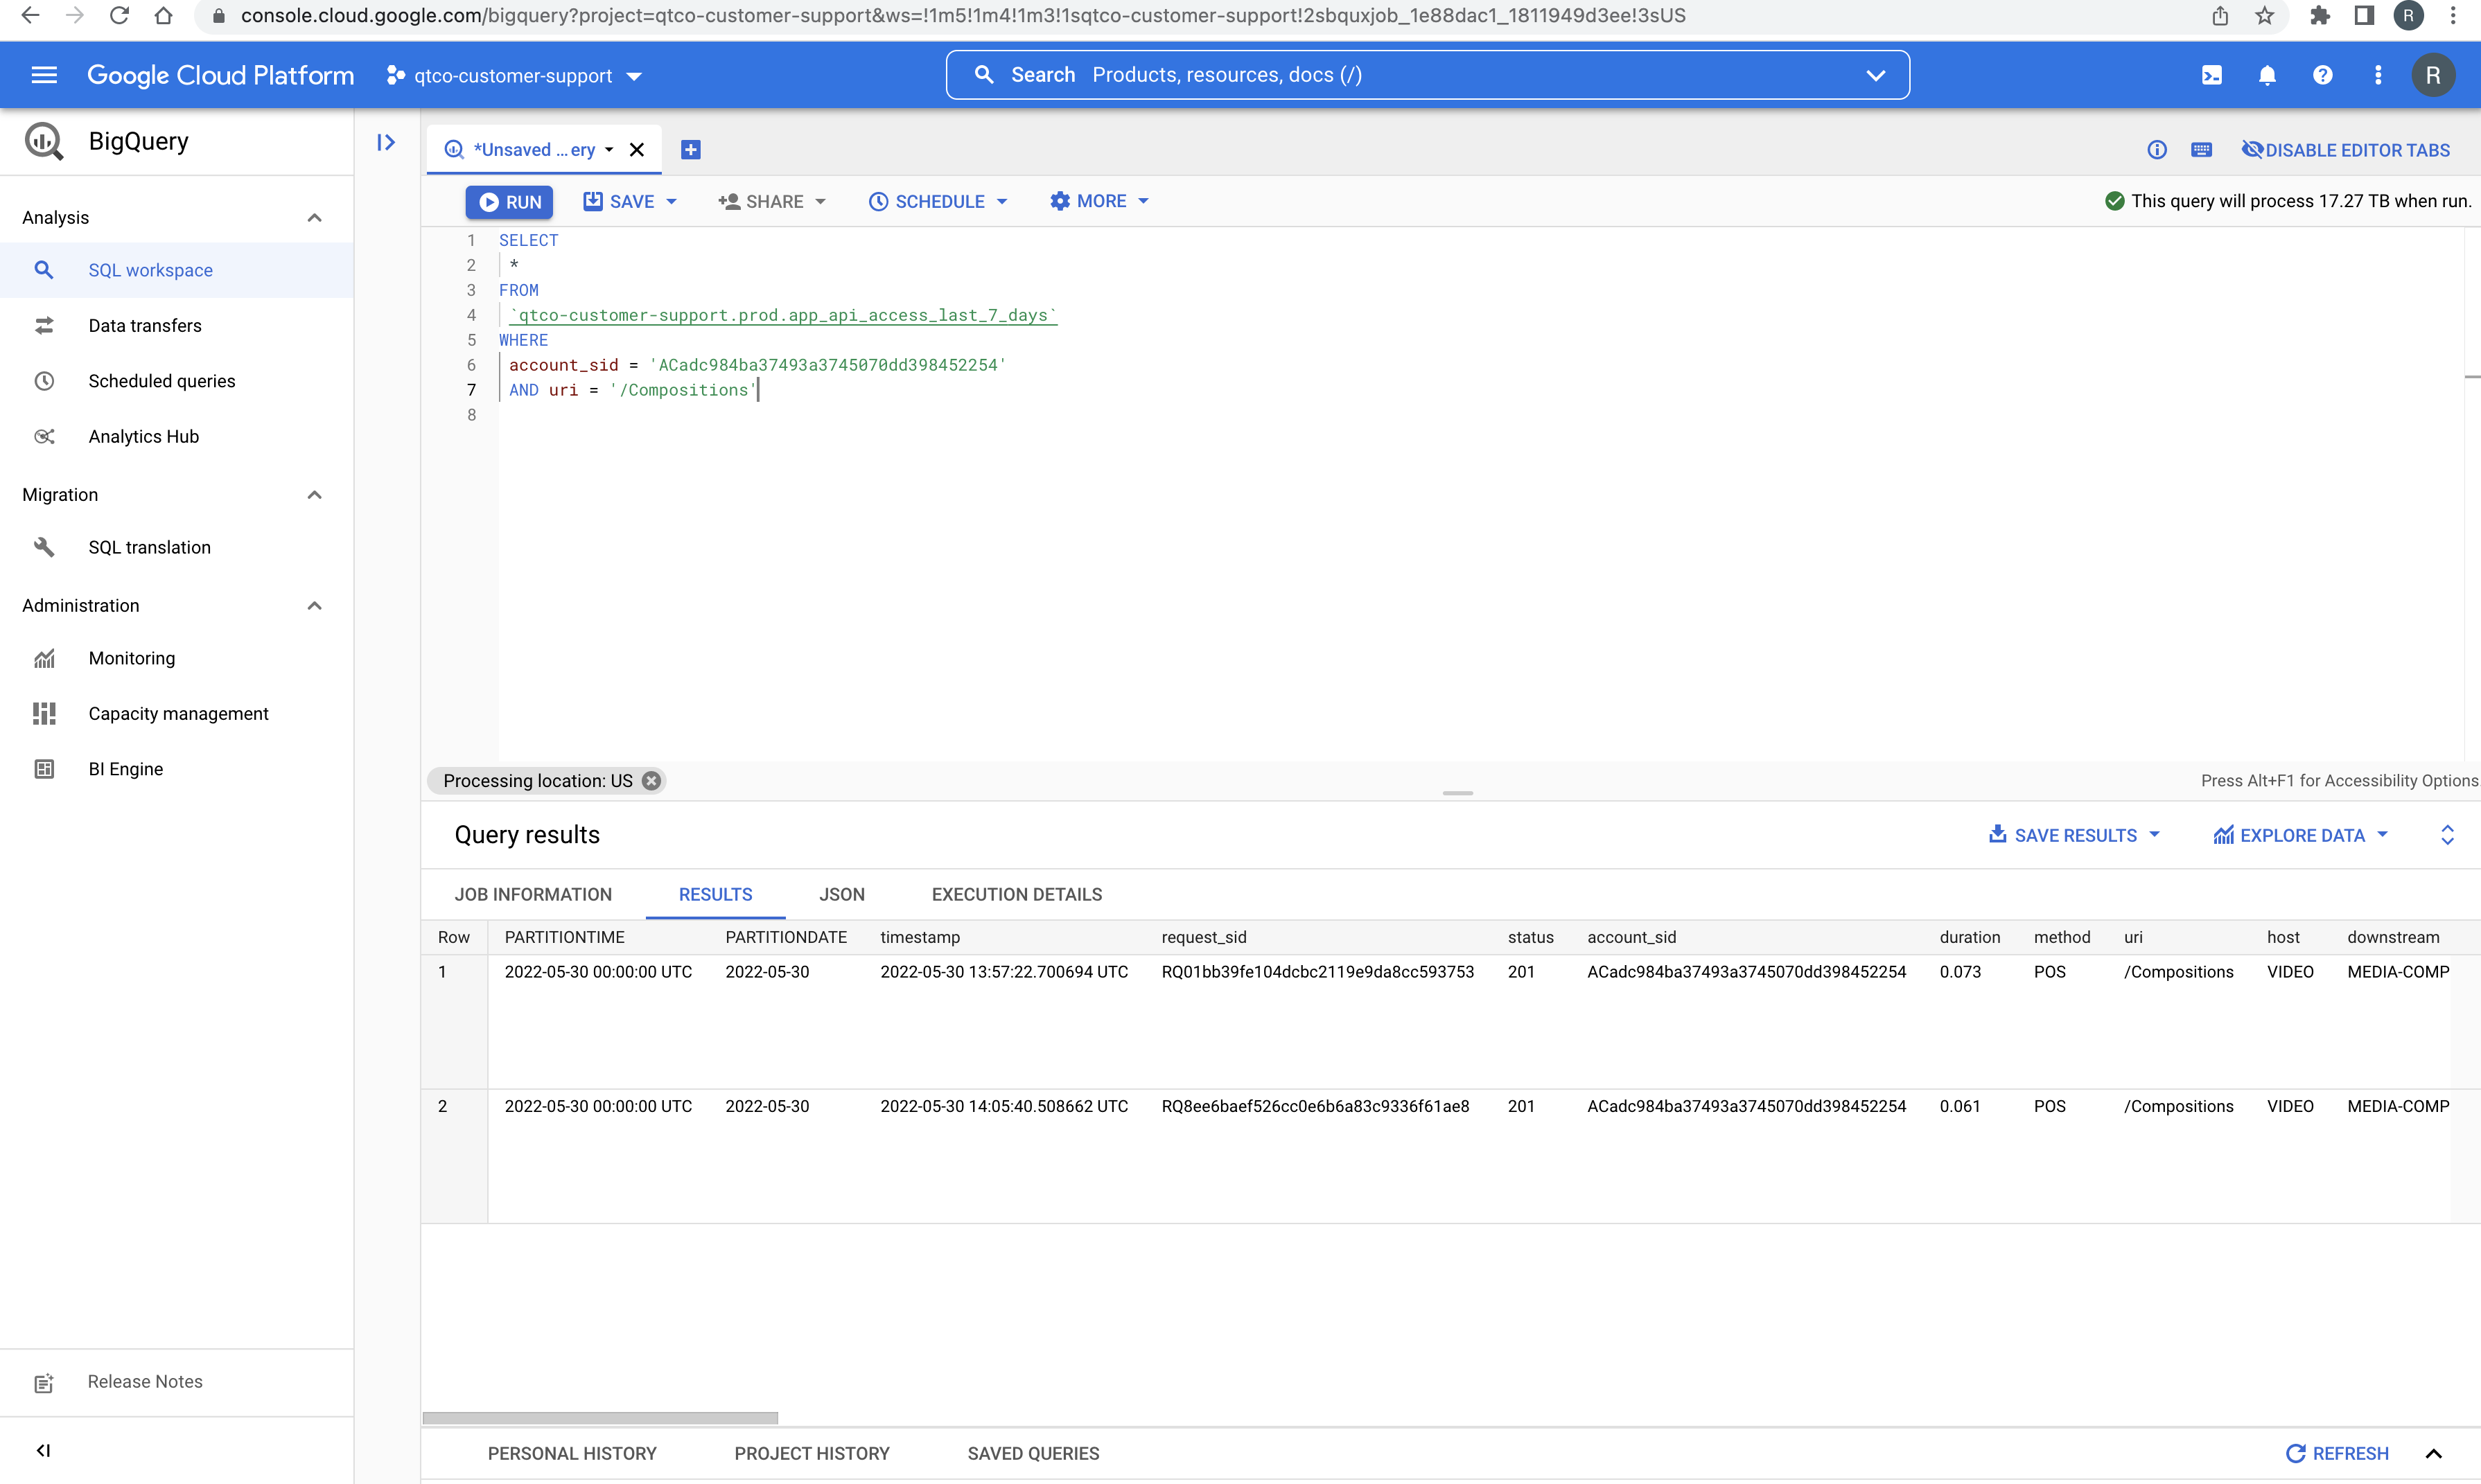 console.cloud.google.com/bigquery?project=qtco-customer-support&ws=!1m5!1m4!1m3!1sqtco-customer-support!2sbquxjob_1e88dac1_1811949d3ee!3sUS
R
Google Cloud Platform
qtco-customer-support
Search Products, resources, docs (/)
R
BigQuery
*Unsaved ... ery
DISABLE EDITOR TABS
RUN
SAVE
SHARE
SCHEDULE
MORE
This query will process 17.27 TB when run.
Analysis
SQL workspace
Data transfers
Scheduled queries
Analytics Hub
Migration
SQL translation
Administration
Monitoring
Capacity management
BI Engine
Release Notes
1 SELECT
2 *
3 FROM
4 `qtco-customer-support.prod.app_api_access_last_7_days`
5 WHERE
6 account_sid = 'ACadc984ba37493a3745070dd398452254'
7 AND uri = '/Compositions'
8
Processing location: US
Press Alt+F1 for Accessibility Options.
Query results
SAVE RESULTS
EXPLORE DATA
JOB INFORMATION RESULTS JSON EXECUTION DETAILS
Row PARTITIONTIME PARTITIONDATE timestamp request_sid status account_sid duration method uri host downstream
1 2022-05-30 00:00:00 UTC 2022-05-30 2022-05-30 13:57:22.700694 UTC RQ01bb39fe104dcbc2119e9da8cc593753 201 ACadc984ba37493a3745070dd398452254 0.073 POS /Compositions VIDEO MEDIA-COMP
2 2022-05-30 00:00:00 UTC 2022-05-30 2022-05-30 14:05:40.508662 UTC RQ8ee6baef526cc0e6b6a83c9336f61ae8 201 ACadc984ba37493a3745070dd398452254 0.061 POS /Compositions VIDEO MEDIA-COMP
PERSONAL HISTORY PROJECT HISTORY SAVED QUERIES
REFRESH